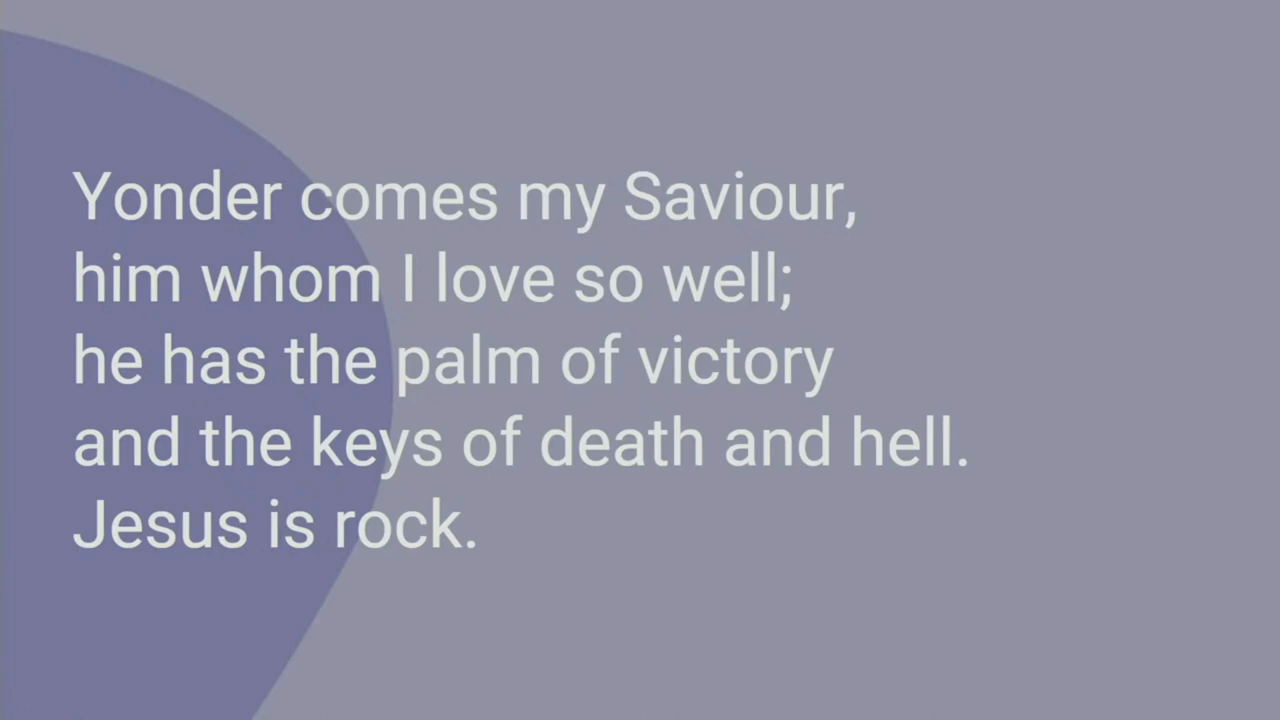 Yonder comes my Saviour,
him whom I love so well;
he has the palm of victory
and the keys of death and hell.
Jesus is rock.